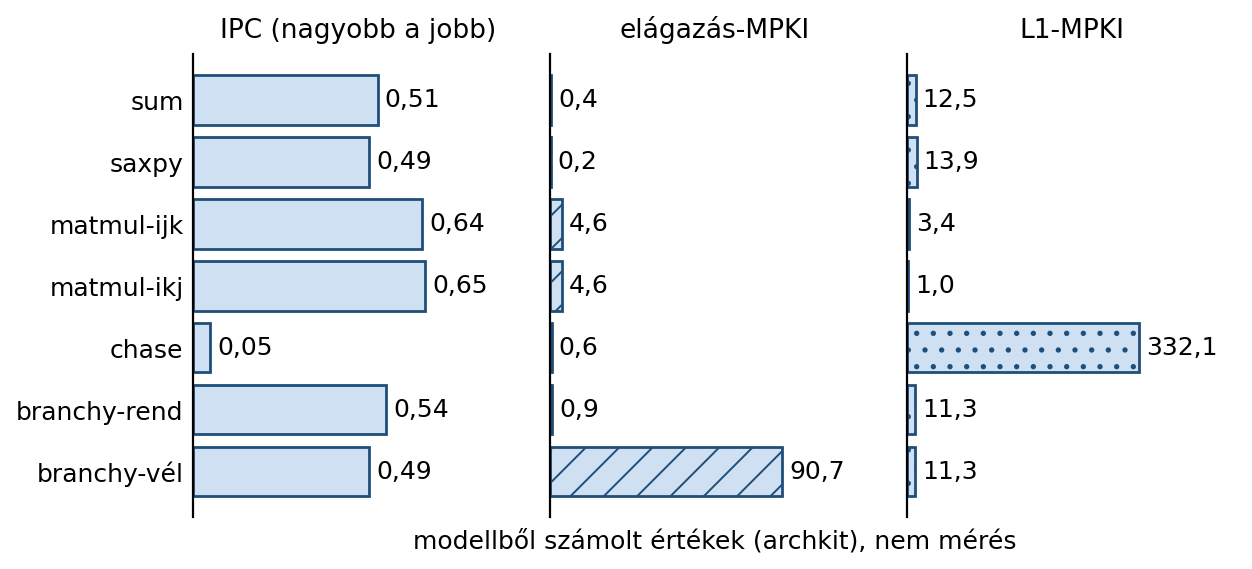 IPC (nagyobb a jobb) elágazás-MPKI L1-MPKI
sum 0,51 0,4 12,5
saxpy 0,49 0,2 13,9
matmul-ijk 0,64 4,6 3,4
matmul-ikj 0,65 4,6 1,0
chase 0,05 0,6 332,1
branchy-rend 0,54 0,9 11,3
branchy-vél 0,49 90,7 11,3
modellből számolt értékek (archkit), nem mérés